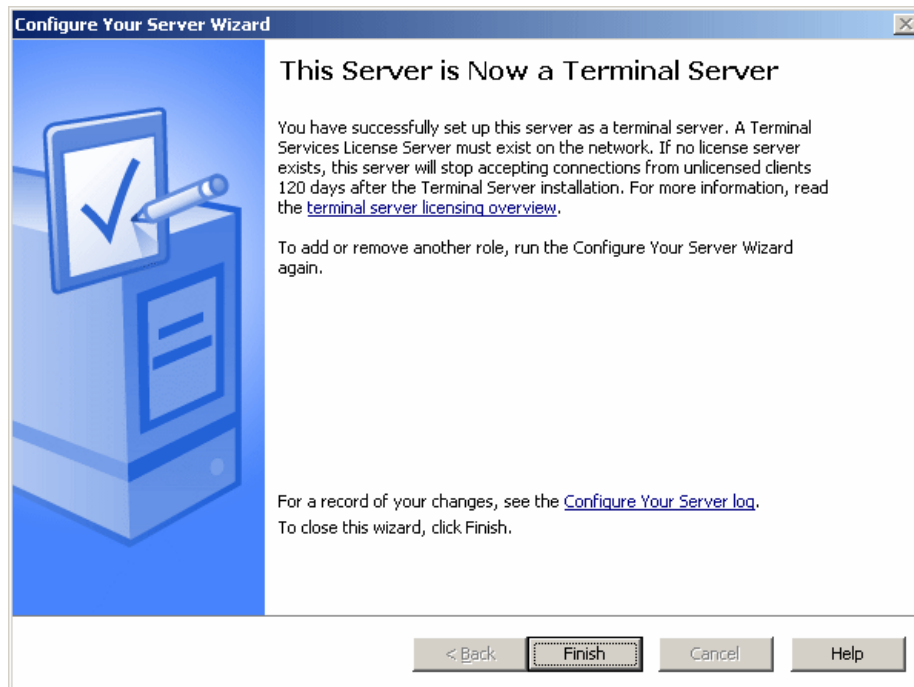 Configure Your Server Wizard
This Server is Now a Terminal Server
You have successfully set up this server as a terminal server. A Terminal
Services License Server must exist on the network. If no license server
exists, this server will stop accepting connections from unlicensed clients
120 days after the Terminal Server installation. For more information, read
the terminal server licensing overview.
To add or remove another role, run the Configure Your Server Wizard
again.
For a record of your changes, see the Configure Your Server log.
To close this wizard, click Finish.
< Back Finish Cancel Help